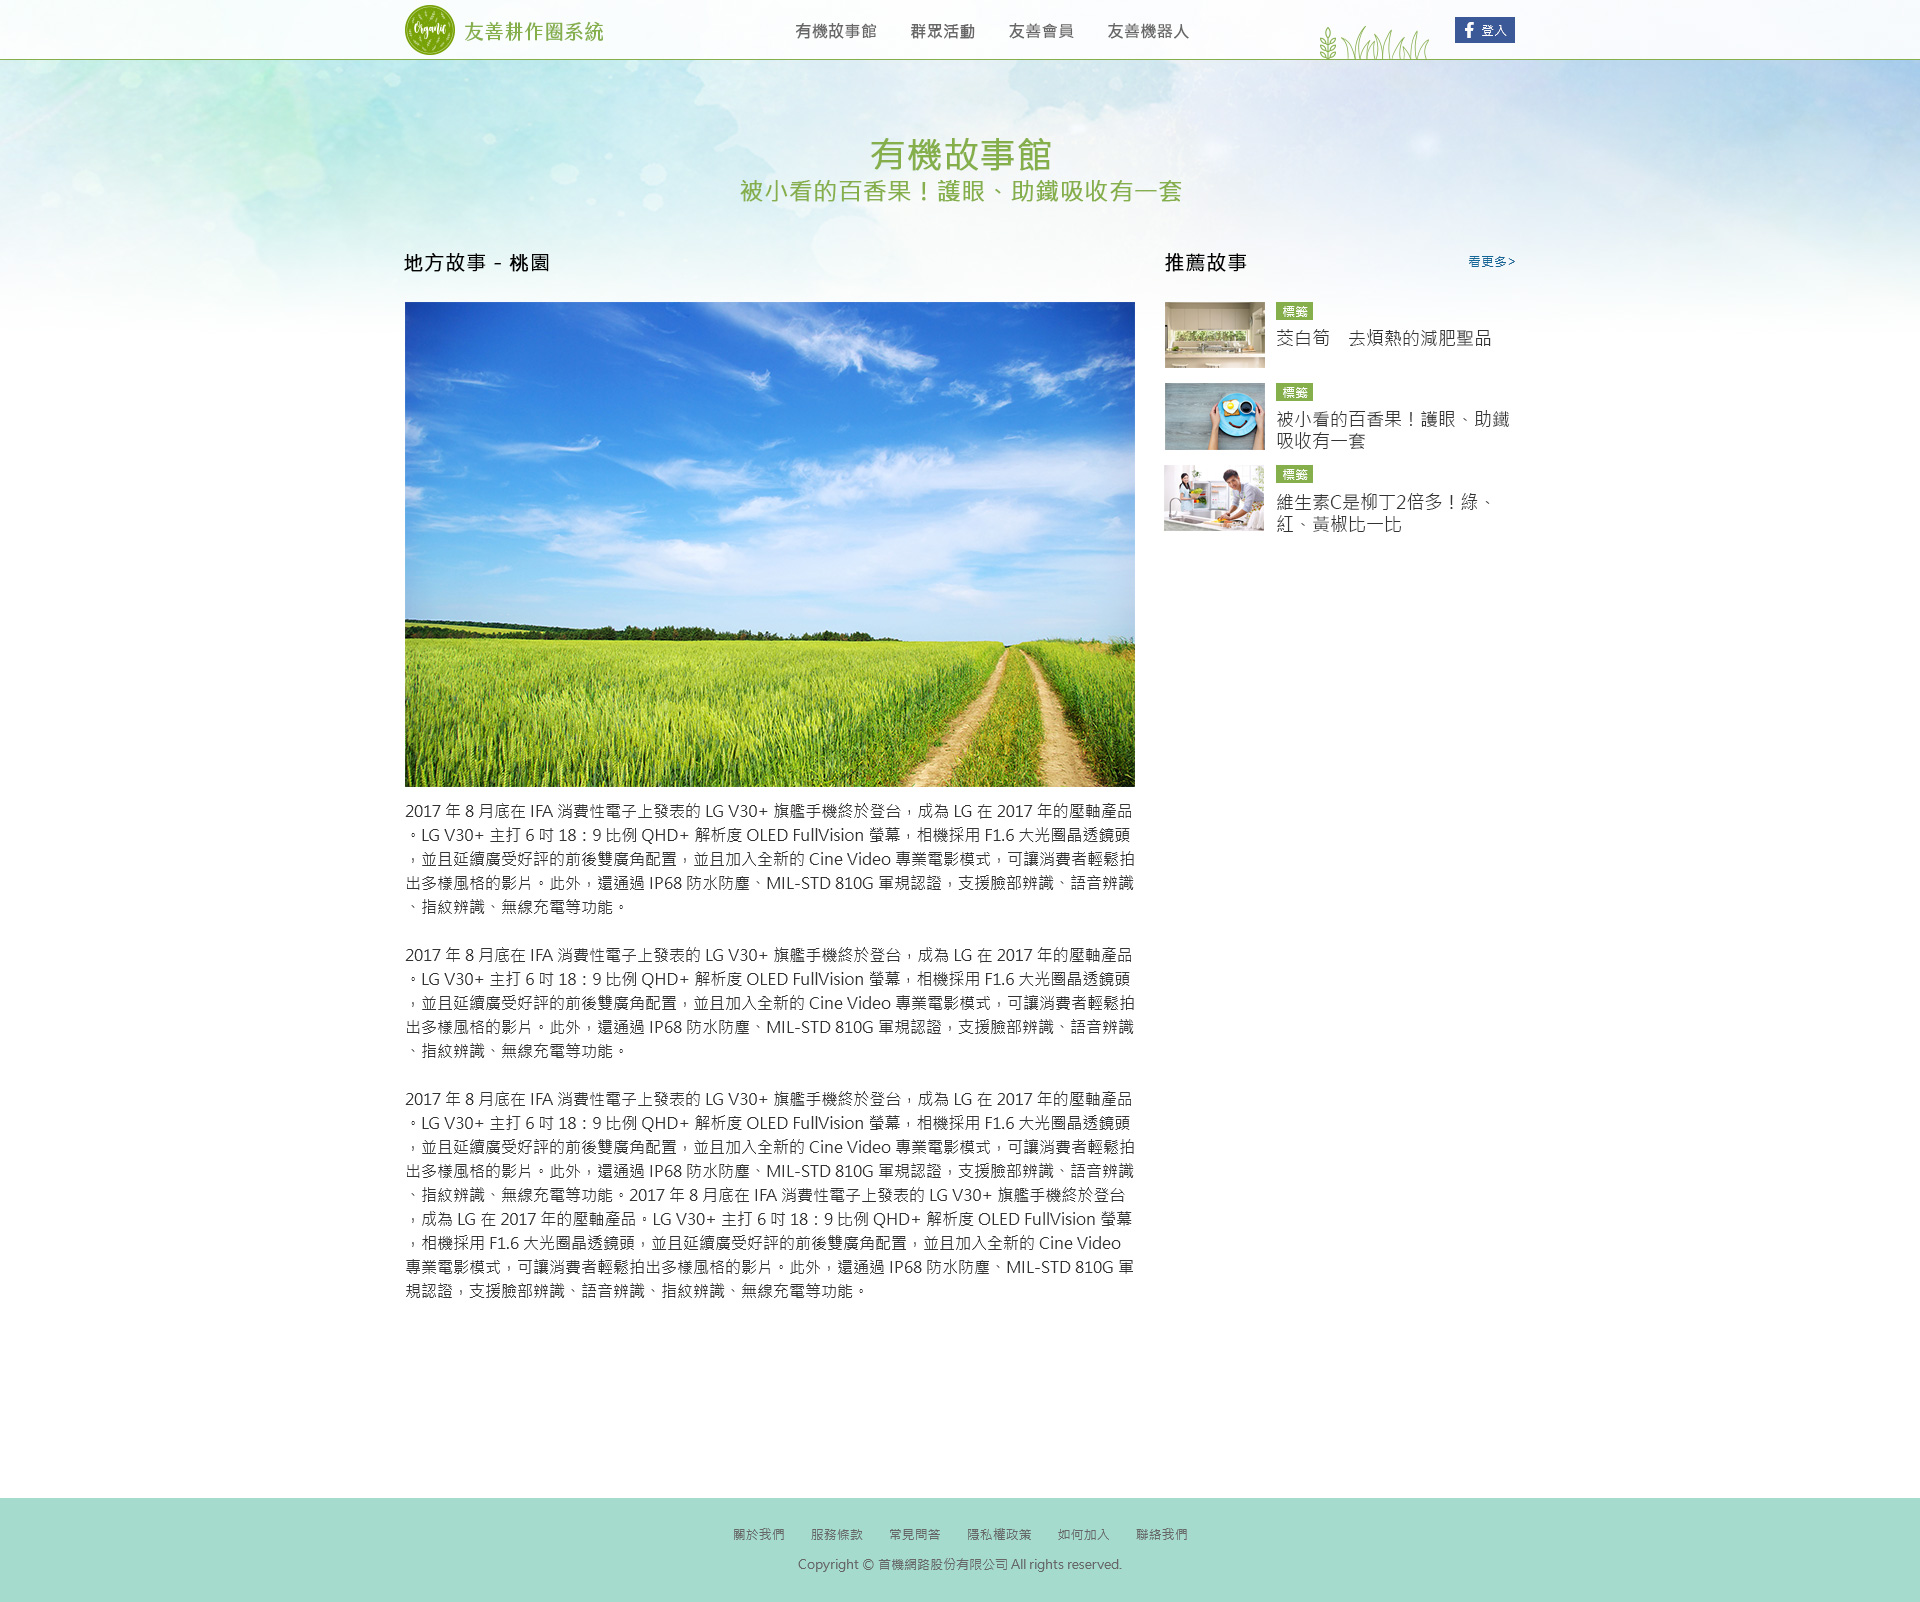 Organic
友善耕作圈系統
有機故事館
群眾活動
友善會員
友善機器人
登入
有機故事館
被小看的百香果！護眼、助鐵吸收有一套
地方故事 - 桃園
2017 年 8 月底在 IFA 消費性電子上發表的 LG V30+ 旗艦手機終於登台，成為 LG 在 2017 年的壓軸產品
。LG V30+ 主打 6 吋 18：9 比例 QHD+ 解析度 OLED FullVision 螢幕，相機採用 F1.6 大光圈晶透鏡頭
，並且延續廣受好評的前後雙廣角配置，並且加入全新的 Cine Video 專業電影模式，可讓消費者輕鬆拍
出多樣風格的影片。此外，還通過 IP68 防水防塵、MIL-STD 810G 軍規認證，支援臉部辨識、語音辨識
、指紋辨識、無線充電等功能。
2017 年 8 月底在 IFA 消費性電子上發表的 LG V30+ 旗艦手機終於登台，成為 LG 在 2017 年的壓軸產品
。LG V30+ 主打 6 吋 18：9 比例 QHD+ 解析度 OLED FullVision 螢幕，相機採用 F1.6 大光圈晶透鏡頭
，並且延續廣受好評的前後雙廣角配置，並且加入全新的 Cine Video 專業電影模式，可讓消費者輕鬆拍
出多樣風格的影片。此外，還通過 IP68 防水防塵、MIL-STD 810G 軍規認證，支援臉部辨識、語音辨識
、指紋辨識、無線充電等功能。
2017 年 8 月底在 IFA 消費性電子上發表的 LG V30+ 旗艦手機終於登台，成為 LG 在 2017 年的壓軸產品
。LG V30+ 主打 6 吋 18：9 比例 QHD+ 解析度 OLED FullVision 螢幕，相機採用 F1.6 大光圈晶透鏡頭
，並且延續廣受好評的前後雙廣角配置，並且加入全新的 Cine Video 專業電影模式，可讓消費者輕鬆拍
出多樣風格的影片。此外，還通過 IP68 防水防塵、MIL-STD 810G 軍規認證，支援臉部辨識、語音辨識
、指紋辨識、無線充電等功能。2017 年 8 月底在 IFA 消費性電子上發表的 LG V30+ 旗艦手機終於登台
，成為 LG 在 2017 年的壓軸產品。LG V30+ 主打 6 吋 18：9 比例 QHD+ 解析度 OLED FullVision 螢幕
，相機採用 F1.6 大光圈晶透鏡頭，並且延續廣受好評的前後雙廣角配置，並且加入全新的 Cine Video
專業電影模式，可讓消費者輕鬆拍出多樣風格的影片。此外，還通過 IP68 防水防塵、MIL-STD 810G 軍
規認證，支援臉部辨識、語音辨識、指紋辨識、無線充電等功能。
推薦故事
看更多>
標籤
茭白筍　去煩熱的減肥聖品
標籤
被小看的百香果！護眼、助鐵
吸收有一套
標籤
維生素C是柳丁2倍多！綠、
紅、黃椒比一比
關於我們
服務條款
常見問答
隱私權政策
如何加入
聯絡我們
Copyright © 首機網路股份有限公司 All rights reserved.